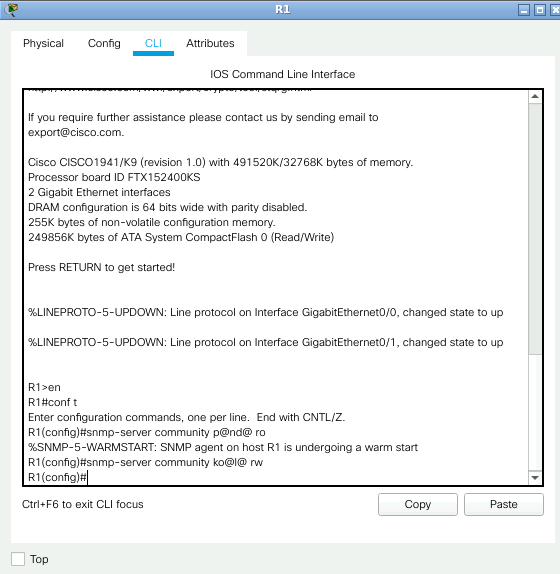 R1
Physical
Config
CLI
Attributes
IOS Command Line Interface
If you require further assistance please contact us by sending email to
export@cisco.com.
Cisco CISCO1941/K9 (revision 1.0) with 491520K/32768K bytes of memory.
Processor board ID FTX152400KS
2 Gigabit Ethernet interfaces
DRAM configuration is 64 bits wide with parity disabled.
255K bytes of non-volatile configuration memory.
249856K bytes of ATA System CompactFlash 0 (Read/Write)
Press RETURN to get started!
%LINEPROTO-5-UPDOWN: Line protocol on Interface GigabitEthernet0/0, changed state to up
%LINEPROTO-5-UPDOWN: Line protocol on Interface GigabitEthernet0/1, changed state to up
R1>en
R1#conf t
Enter configuration commands, one per line.  End with CNTL/Z.
R1(config)#snmp-server community p@nd@ ro
%SNMP-5-WARMSTART: SNMP agent on host R1 is undergoing a warm start
R1(config)#snmp-server community ko@l@ rw
R1(config)#
Ctrl+F6 to exit CLI focus
Copy
Paste
Top